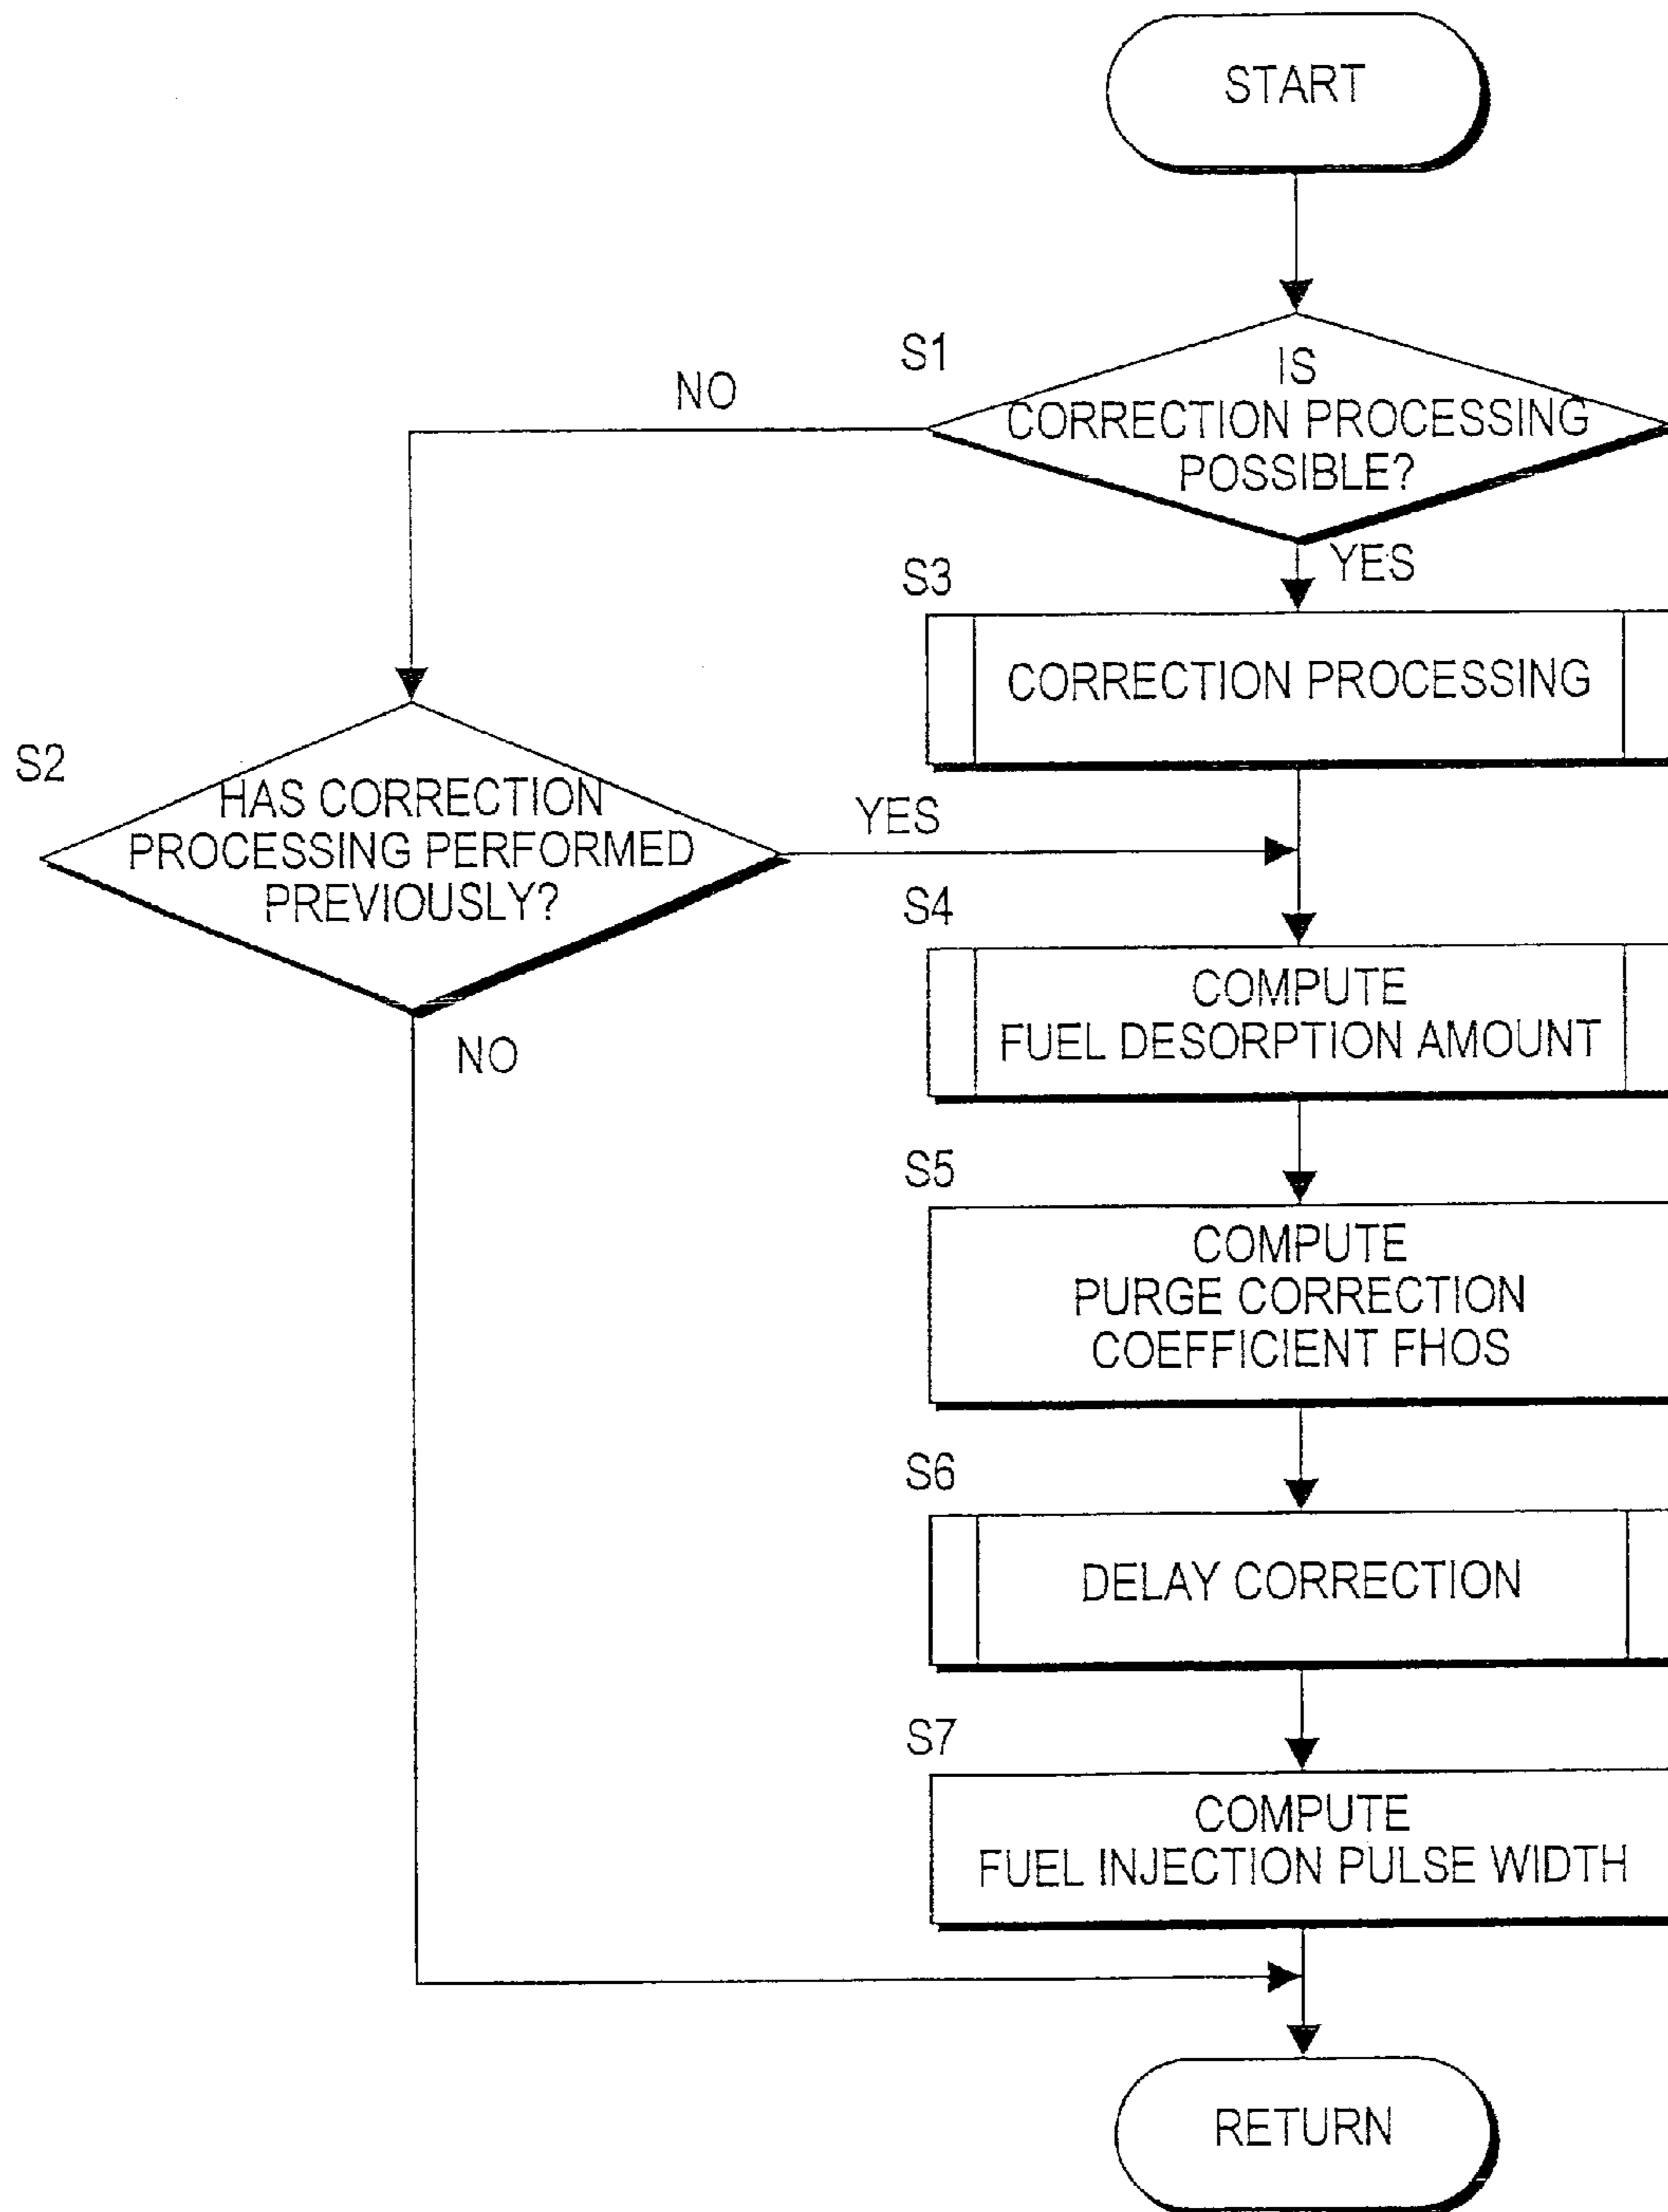 START
S1
IS
CORRECTION PROCESSING
POSSIBLE?
NO
YES
S3
CORRECTION PROCESSING
S2
HAS CORRECTION
PROCESSING PERFORMED
PREVIOUSLY?
YES
NO
S4
COMPUTE
FUEL DESORPTION AMOUNT
S5
COMPUTE
PURGE CORRECTION
COEFFICIENT FHOS
S6
DELAY CORRECTION
S7
COMPUTE
FUEL INJECTION PULSE WIDTH
RETURN